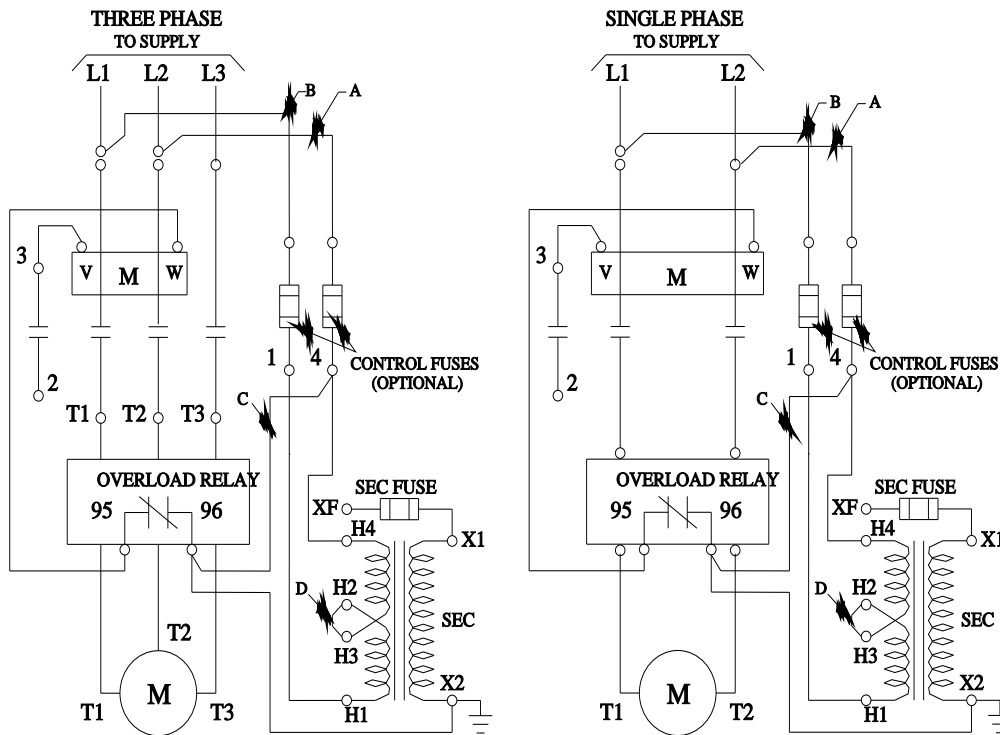 THREE PHASE
TO SUPPLY
L1 L2 L3
B
A
3
V M W
1 4
CONTROL FUSES
(OPTIONAL)
2
C
T1 T2 T3
OVERLOAD RELAY
95 96
SEC FUSE
XF
H4
X1
D
H2
SEC
H3
T2
M
T1 T3
X2
H1
SINGLE PHASE
TO SUPPLY
L1 L2
B
A
3
V M W
1 4
CONTROL FUSES
(OPTIONAL)
2
C
OVERLOAD RELAY
95 96
SEC FUSE
XF
H4
X1
D
H2
SEC
H3
M
T1 T2
X2
H1